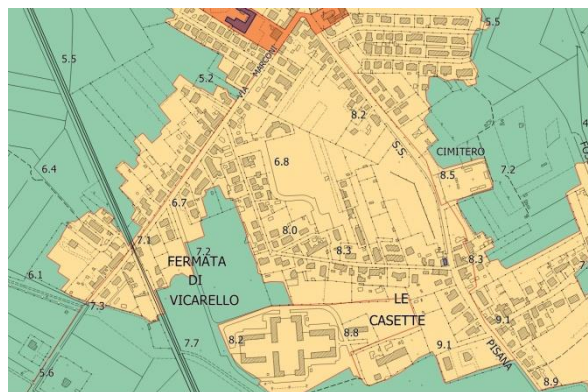 5.5
5.5
5.2
VIA MARCONI
8.2
S.S.
CIMITERO
6.4
6.8
8.5
7.2
6.7
8.0
7.1
7.2
8.3
8.3
FERMATA
DI
VICARELLO
6.1
7.3
LE
CASETTE
9.1
8.2
8.8
9.1
PISANA
7.7
5.6
8.9